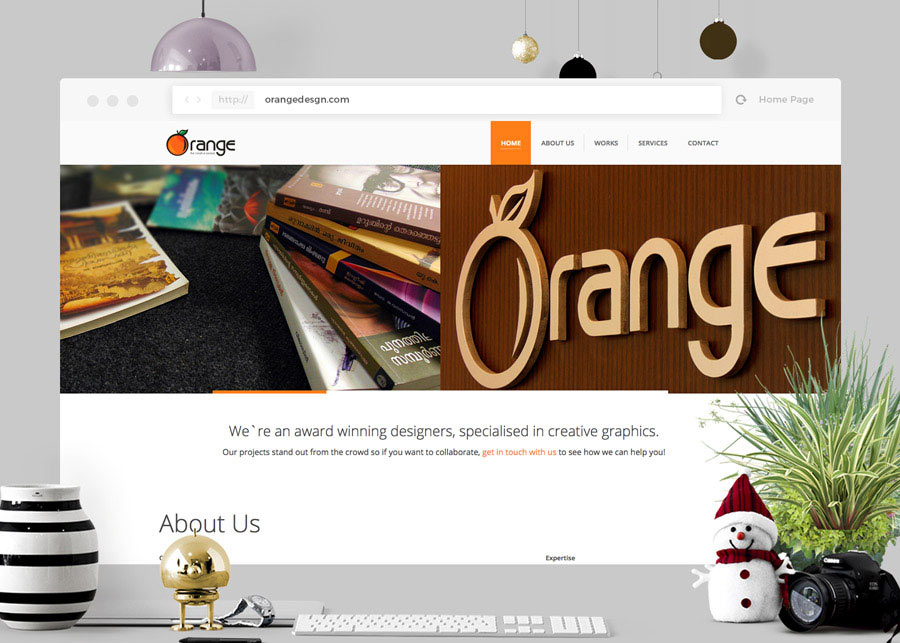 http://
orangedesgn.com
Home Page
Orange
HOME
ABOUT US
WORKS
SERVICES
CONTACT
പുനത്തിൽ
Orange
We`re an award winning designers, specialised in creative graphics.
Our projects stand out from the crowd so if you want to collaborate, get in touch with us to see how we can help you!
About Us
Expertise